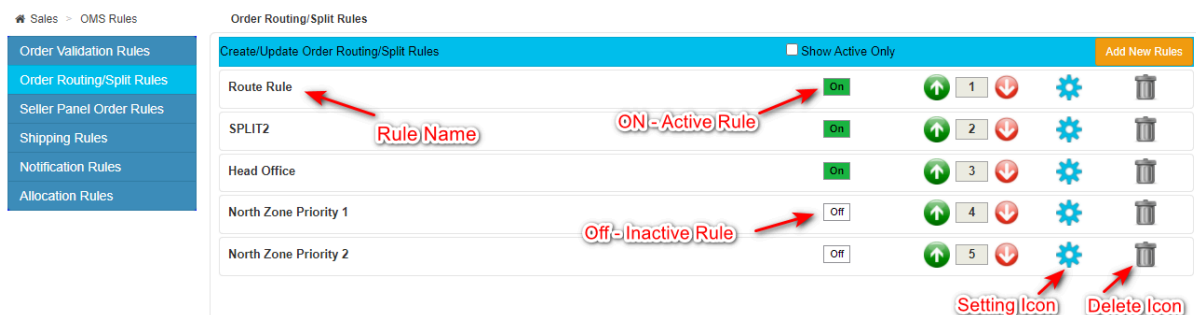 Sales > OMS Rules
Order Routing/Split Rules
Order Validation Rules
Order Routing/Split Rules
Seller Panel Order Rules
Shipping Rules
Notification Rules
Allocation Rules
Create/Update Order Routing/Split Rules
Show Active Only
Add New Rules
Route Rule
On
1
Rule Name
ON - Active Rule
SPLIT2
On
2
Head Office
On
3
North Zone Priority 1
Off
4
Off - Inactive Rule
North Zone Priority 2
Off
5
Setting Icon
Delete Icon